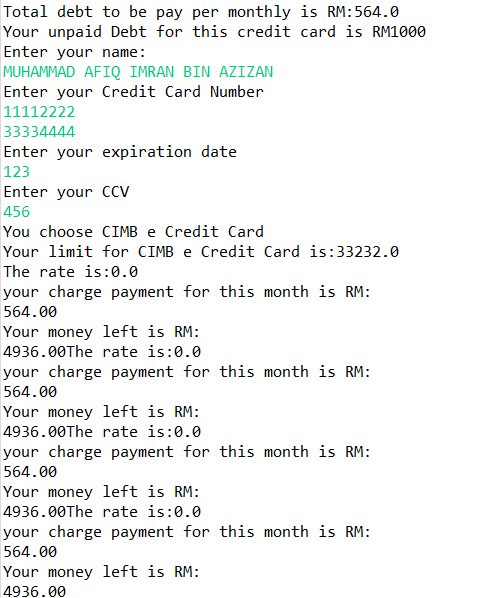 Total debt to be pay per monthly is RM:564.0
Your unpaid Debt for this credit card is RM1000
Enter your name:
MUHAMMAD AFIQ IMRAN BIN AZIZAN
Enter your Credit Card Number
11112222
33334444
Enter your expiration date
123
Enter your CCV
456
You choose CIMB e Credit Card
Your limit for CIMB e Credit Card is:33232.0
The rate is:0.0
your charge payment for this month is RM:
564.00
Your money left is RM:
4936.00The rate is:0.0
your charge payment for this month is RM:
564.00
Your money left is RM:
4936.00The rate is:0.0
your charge payment for this month is RM:
564.00
Your money left is RM:
4936.00The rate is:0.0
your charge payment for this month is RM:
564.00
Your money left is RM:
4936.00